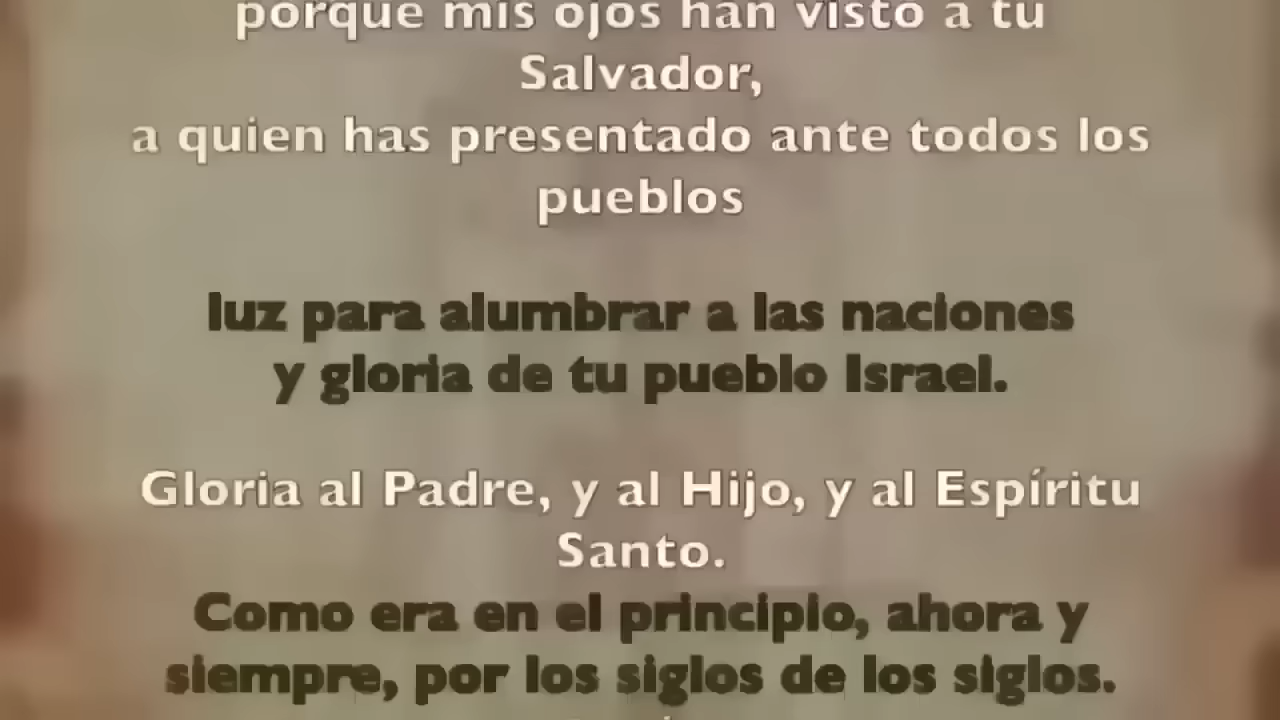 porque mis ojos han visto a tu
Salvador,
a quien has presentado ante todos los
pueblos
luz para alumbrar a las naciones
y gloria de tu pueblo Israel.
Gloria al Padre, y al Hijo, y al Espíritu
Santo.
Como era en el principio, ahora y
siempre, por los siglos de los siglos.